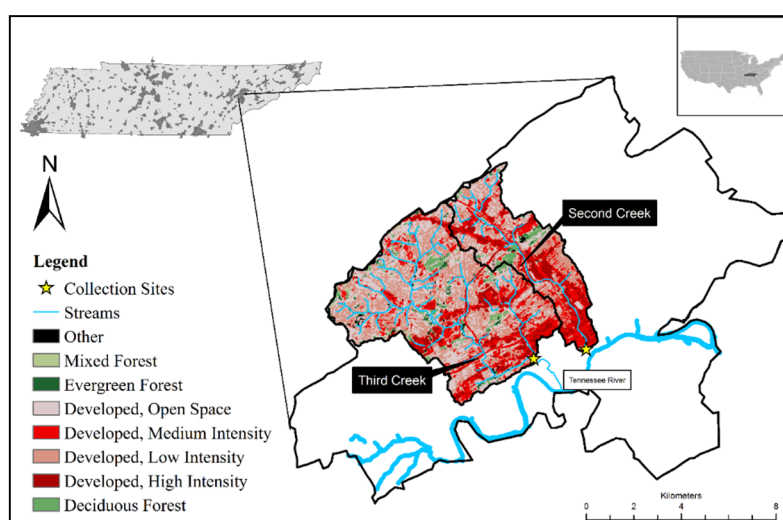 N
Second Creek
Legend
Collection Sites
Streams
Other
Mixed Forest
Evergreen Forest
Developed, Open Space
Developed, Medium Intensity
Developed, Low Intensity
Developed, High Intensity
Deciduous Forest
Third Creek
Tennessee River
Kilometers
0 2 4 6 8